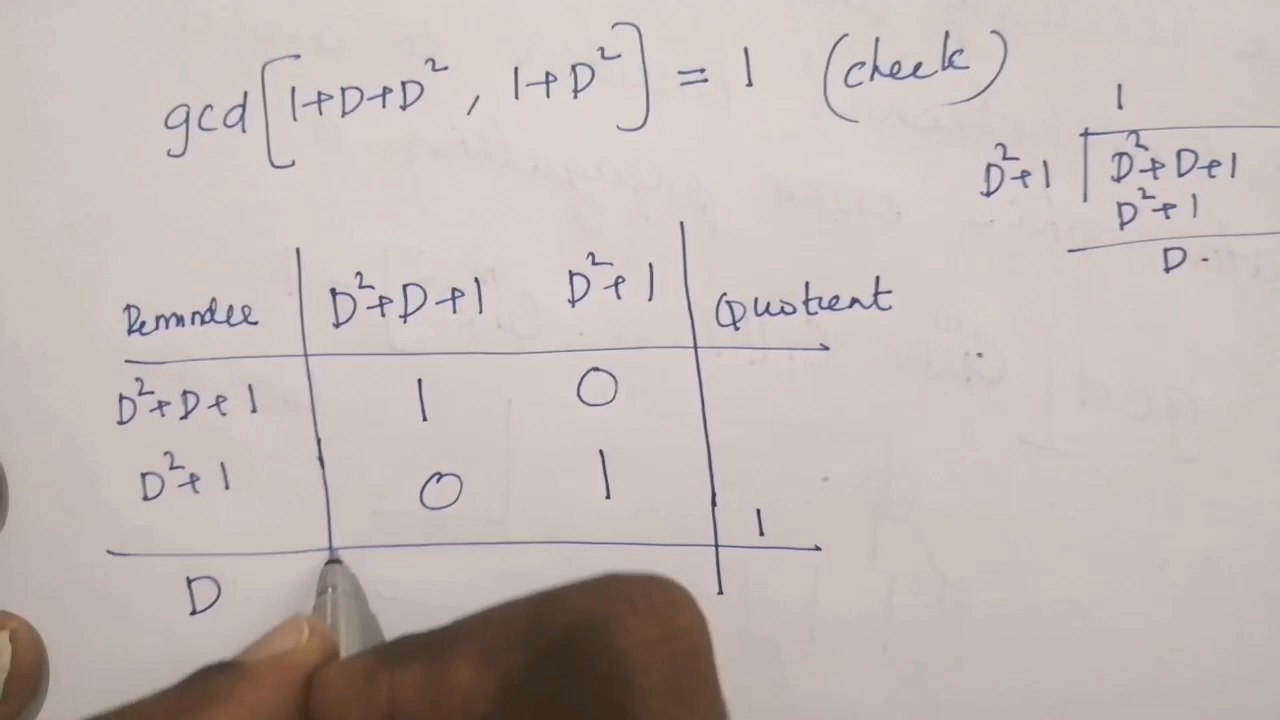 gcd[1+D+D², 1+D²] = 1 (check)
1
D²+1 | D²+D+1
D²+1
D.
Reminder D²+D+1 D²+1 Quotient
D²+D+1 1 0
D²+1 0 1 1
D